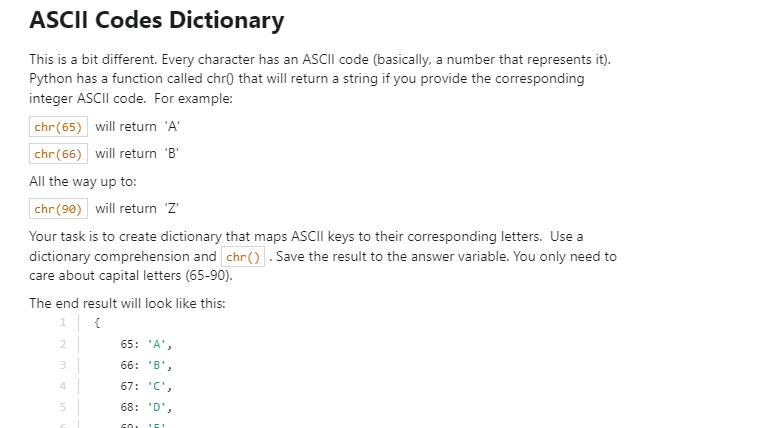 ASCII Codes Dictionary
This is a bit different. Every character has an ASCII code (basically, a number that represents it).
Python has a function called chr() that will return a string if you provide the corresponding
integer ASCII code.  For example:
chr(65) will return 'A'
chr(66) will return 'B'
All the way up to:
chr(90) will return 'Z'
Your task is to create dictionary that maps ASCII keys to their corresponding letters.  Use a
dictionary comprehension and chr() . Save the result to the answer variable. You only need to
care about capital letters (65-90).
The end result will look like this:
1 {
2 65: 'A',
3 66: 'B',
4 67: 'C',
5 68: 'D',
6 69: 'E'